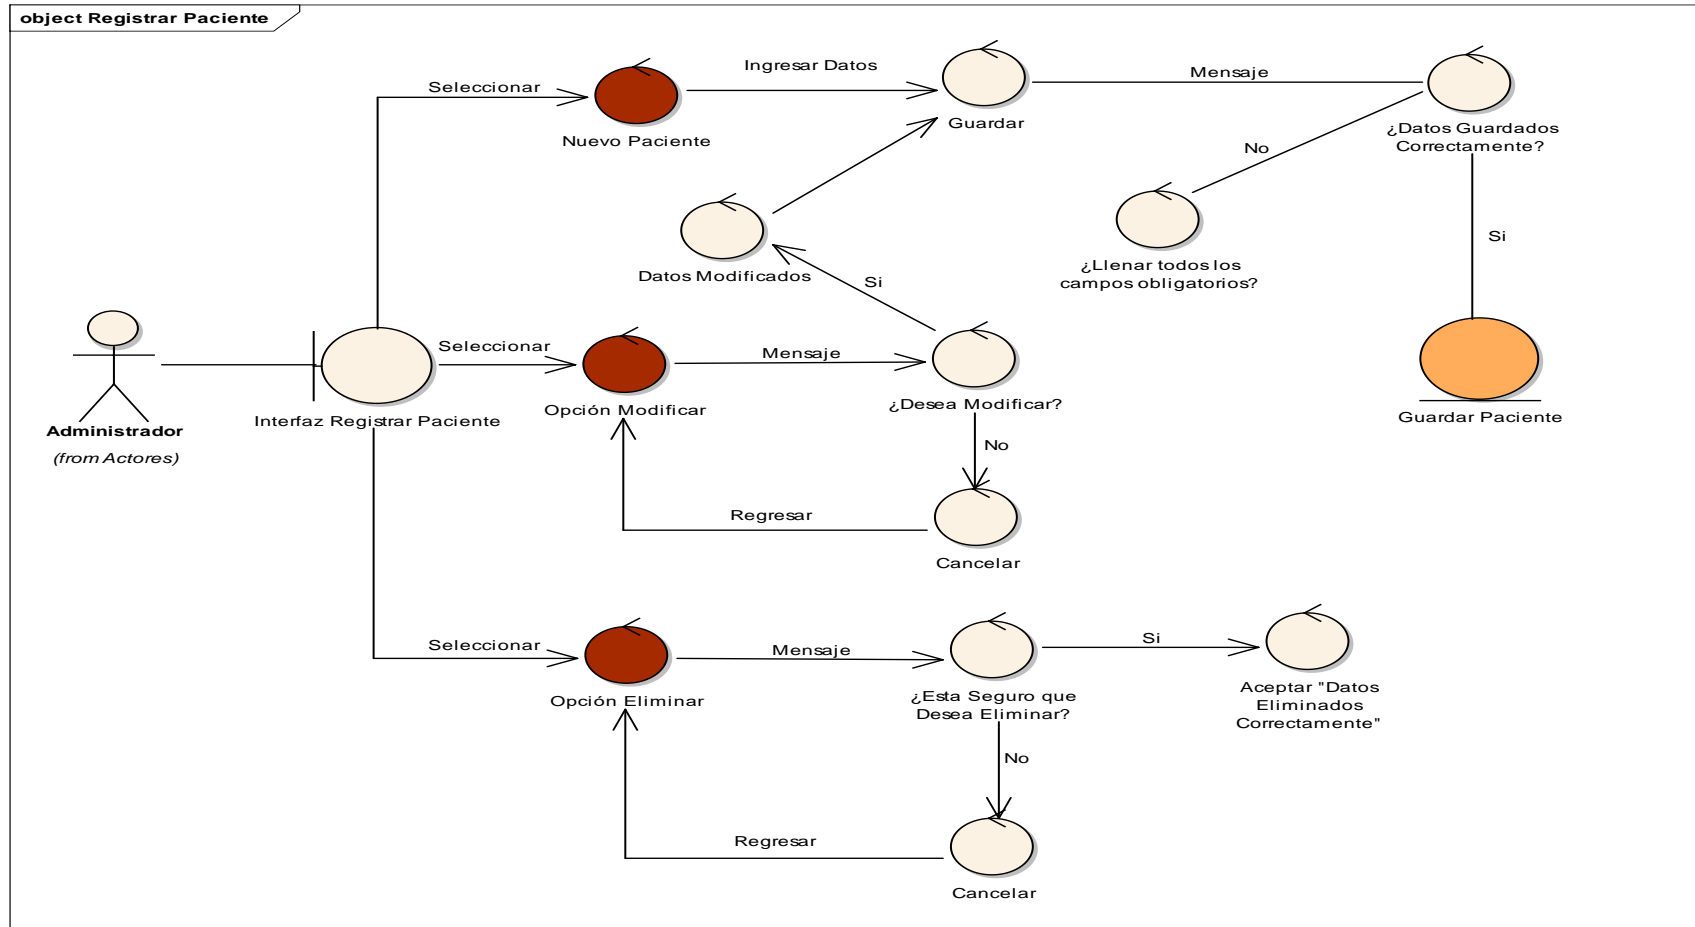 object Registrar Paciente
Seleccionar
Nuevo Paciente
Ingresar Datos
Guardar
Mensaje
¿Datos Guardados
Correctamente?
No
¿Llenar todos los
campos obligatorios?
Si
Guardar Paciente
Datos Modificados
Si
Administrador
(from Actores)
Interfaz Registrar Paciente
Seleccionar
Opción Modificar
Mensaje
¿Desea Modificar?
No
Regresar
Cancelar
Seleccionar
Opción Eliminar
Mensaje
¿Esta Seguro que
Desea Eliminar?
Si
Aceptar "Datos
Eliminados
Correctamente"
No
Regresar
Cancelar